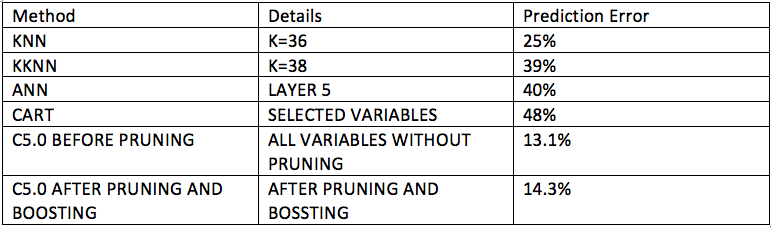 Method Details Prediction Error
KNN K=36 25%
KKNN K=38 39%
ANN LAYER 5 40%
CART SELECTED VARIABLES 48%
C5.0 BEFORE PRUNING ALL VARIABLES WITHOUT 13.1%
PRUNING
C5.0 AFTER PRUNING AND AFTER PRUNING AND 14.3%
BOOSTING BOSSTING